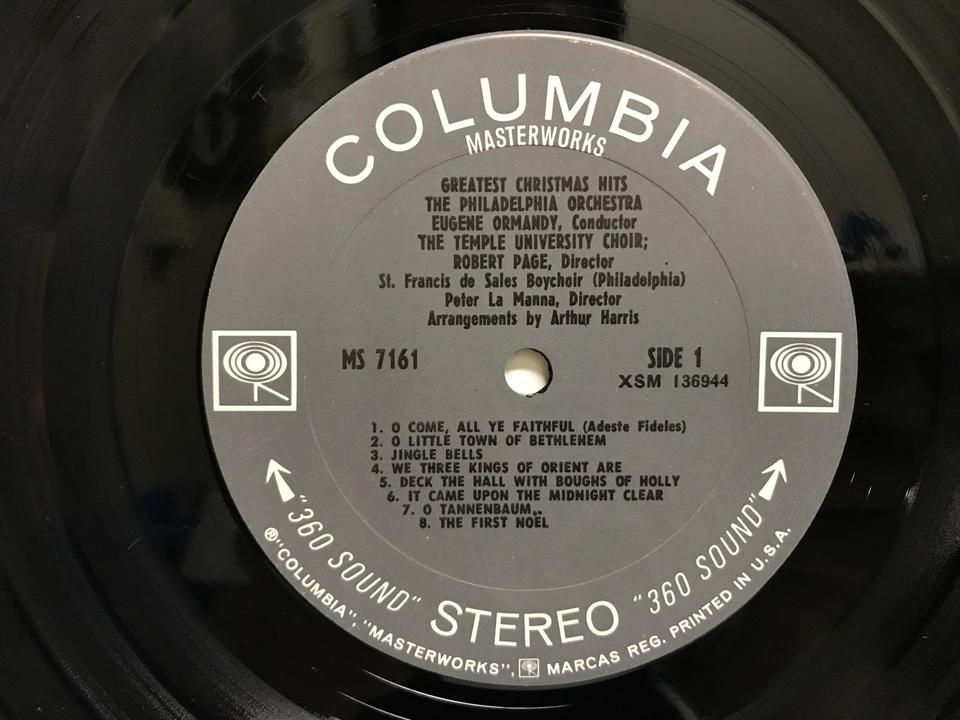 COLUMBIA
MASTERWORKS
GREATEST CHRISTMAS HITS
THE PHILADELPHIA ORCHESTRA
EUGENE ORMANDY, Conductor
THE TEMPLE UNIVERSITY CHOIR;
ROBERT PAGE, Director
St. Francis de Sales Boychoir (Philadelphia)
Peter La Manna, Director
Arrangements by Arthur Harris
MS 7161
SIDE 1
XSM 136944
1. O COME, ALL YE FAITHFUL (Adeste Fideles)
2. O LITTLE TOWN OF BETHLEHEM
3. JINGLE BELLS
4. WE THREE KINGS OF ORIENT ARE
5. DECK THE HALL WITH BOUGHS OF HOLLY
6. IT CAME UPON THE MIDNIGHT CLEAR
7. O TANNENBAUM
8. THE FIRST NOËL
"360 SOUND" STEREO "360 SOUND"
®"COLUMBIA", "MASTERWORKS", MARCAS REG. PRINTED IN U.S.A.